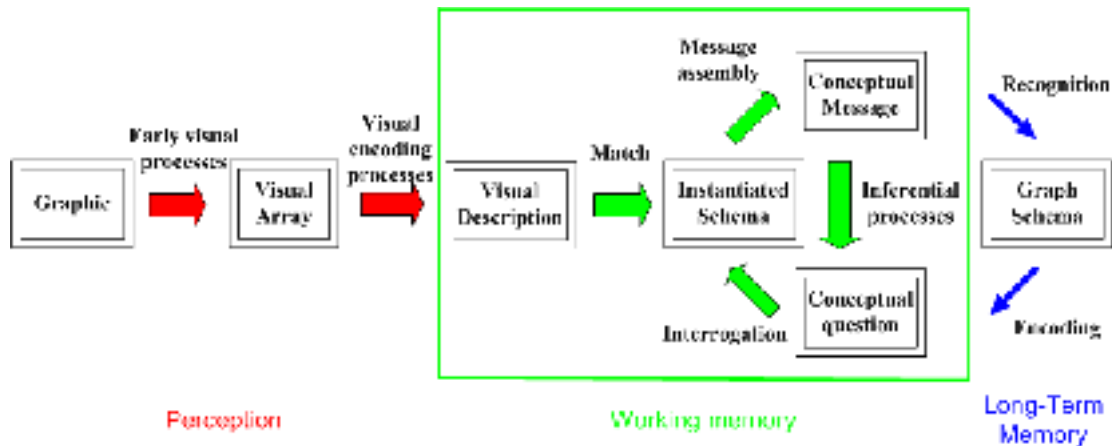 Early visual
processes
Visual
encoding
processes
Message
assembly
Conceptual
Message
Recognition
Graphic
Visual
Array
Visual
Description
Match
Instantiated
Schema
Inferential
processes
Graph
Schema
Interrogation
Conceptual
question
Encoding
Perception
Working memory
Long-Term
Memory